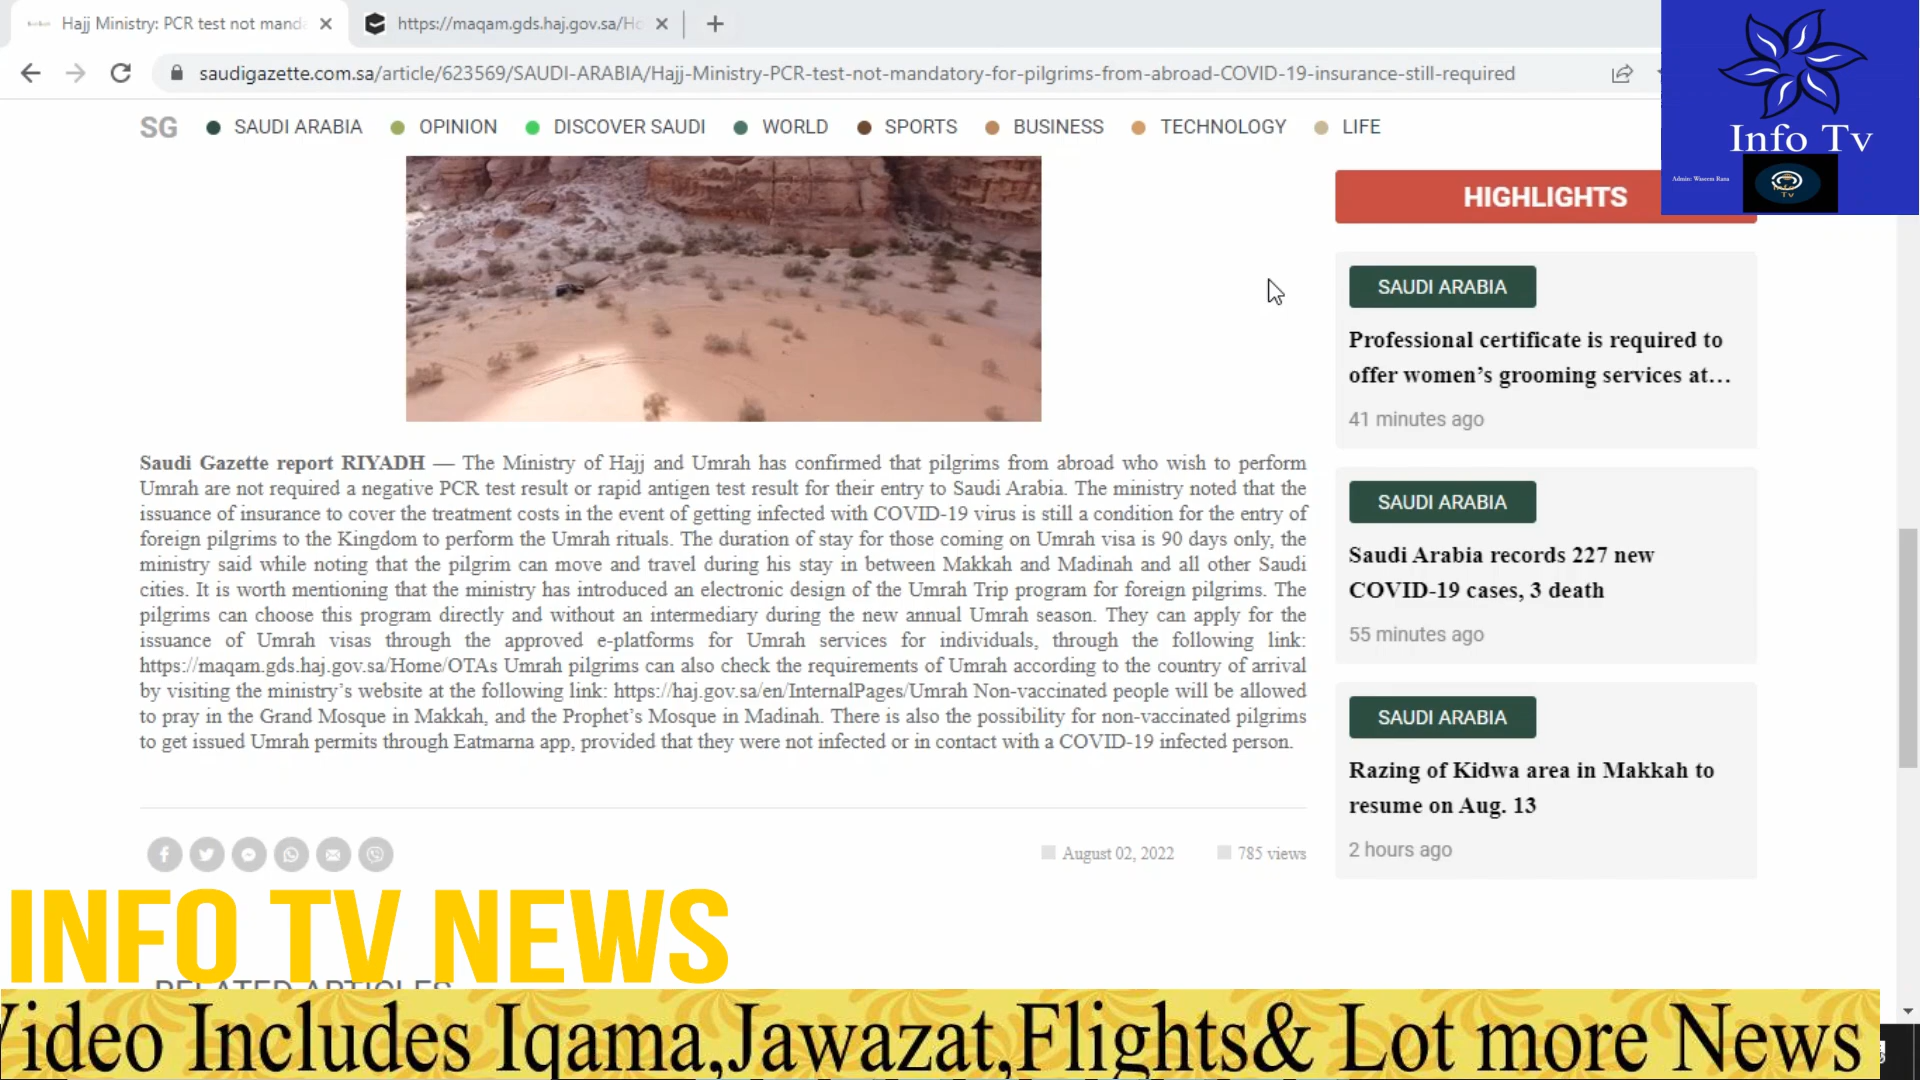 Hajj Ministry: PCR test not manda
https://maqam.gds.haj.gov.sa/Ho
saudigazette.com.sa/article/623569/SAUDI-ARABIA/Hajj-Ministry-PCR-test-not-mandatory-for-pilgrims-from-abroad-COVID-19-insurance-still-required
Info Tv
Admin: Waseem Rana
SG SAUDI ARABIA OPINION DISCOVER SAUDI WORLD SPORTS BUSINESS TECHNOLOGY LIFE
HIGHLIGHTS
SAUDI ARABIA
Professional certificate is required to
offer women’s grooming services at…
41 minutes ago
SAUDI ARABIA
Saudi Arabia records 227 new
COVID-19 cases, 3 death
55 minutes ago
SAUDI ARABIA
Razing of Kidwa area in Makkah to
resume on Aug. 13
2 hours ago
Saudi Gazette report RIYADH — The Ministry of Hajj and Umrah has confirmed that pilgrims from abroad who wish to perform
Umrah are not required a negative PCR test result or rapid antigen test result for their entry to Saudi Arabia. The ministry noted that the
issuance of insurance to cover the treatment costs in the event of getting infected with COVID-19 virus is still a condition for the entry of
foreign pilgrims to the Kingdom to perform the Umrah rituals. The duration of stay for those coming on Umrah visa is 90 days only, the
ministry said while noting that the pilgrim can move and travel during his stay in between Makkah and Madinah and all other Saudi
cities. It is worth mentioning that the ministry has introduced an electronic design of the Umrah Trip program for foreign pilgrims. The
pilgrims can choose this program directly and without an intermediary during the new annual Umrah season. They can apply for the
issuance of Umrah visas through the approved e-platforms for Umrah services for individuals, through the following link:
https://maqam.gds.haj.gov.sa/Home/OTAs Umrah pilgrims can also check the requirements of Umrah according to the country of arrival
by visiting the ministry’s website at the following link: https://haj.gov.sa/en/InternalPages/Umrah Non-vaccinated people will be allowed
to pray in the Grand Mosque in Makkah, and the Prophet’s Mosque in Madinah. There is also the possibility for non-vaccinated pilgrims
to get issued Umrah permits through Eatmarna app, provided that they were not infected or in contact with a COVID-19 infected person.
August 02, 2022 785 views
INFO TV NEWS
RELATED ARTICLES
Video Includes Iqama,Jawazat,Flights& Lot more News